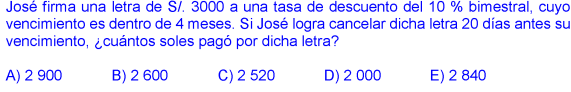 José firma una letra de S/. 3000 a una tasa de descuento del 10 % bimestral, cuyo
vencimiento es dentro de 4 meses. Si José logra cancelar dicha letra 20 días antes su
vencimiento, ¿cuántos soles pagó por dicha letra?
A) 2 900 B) 2 600 C) 2 520 D) 2 000 E) 2 840